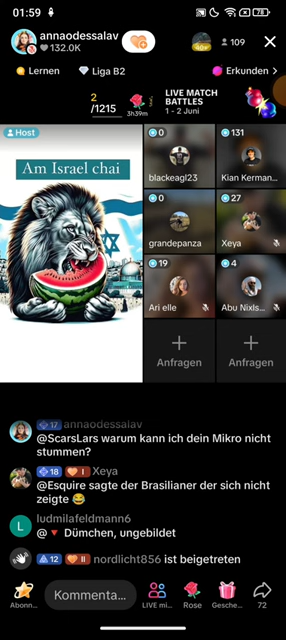 01:59
78
annaodessalav
132.0K
109
Lernen
Liga B2
Erkunden
2
/1215
3h39m
LIVE MATCH
BATTLES
1 - 2 Juni
Host
Am Israel chai
0
blackeagl23
131
Kian Kerman...
0
grandepanza
27
Xeya
19
Ari elle
4
Abu NixIs...
Anfragen
Anfragen
17 annaodessalav
@ScarsLars warum kann ich dein Mikro nicht
stummen?
18 I Xeya
@Esquire sagte der Brasilianer der sich nicht
zeigte 😂
L ludmilafeldmann6
@🔻 Dümchen, ungebildet
12 II nordlicht856 ist beigetreten
Abonn...
Kommenta...
LIVE mi...
Rose
Gesche...
72